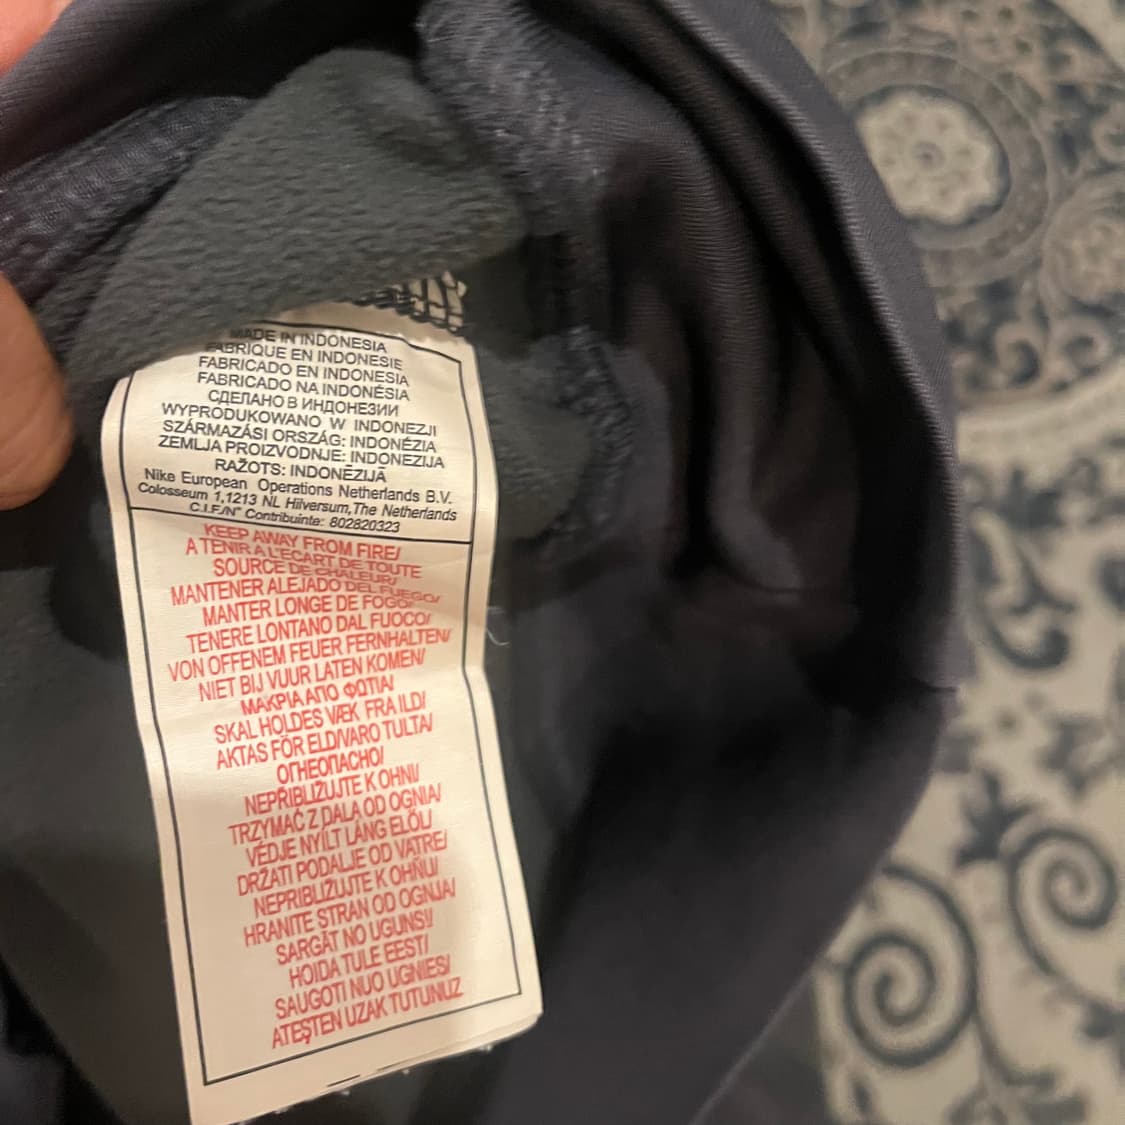 MADE IN INDONESIA
FABRIQUE EN INDONESIE
FABRICADO EN INDONESIA
FABRICADO NA INDONÉSIA
СДЕЛАНО В ИНДОНЕЗИИ
WYPRODUKOWANO W INDONEZJI
SZÁRMAZÁSI ORSZÁG: INDONÉZIA
ZEMLJA PROIZVODNJE: INDONEZIJA
RAŽOTS: INDONĒZIJĀ
Nike European Operations Netherlands B.V.
Colosseum 1,1213 NL Hilversum,The Netherlands
C.I.F/N° Contribuinte: 802820323
KEEP AWAY FROM FIRE/
A TENIR A L'ECART DE TOUTE
SOURCE DE CHALEUR/
MANTENER ALEJADO DEL FUEGO/
MANTER LONGE DE FOGO/
TENERE LONTANO DAL FUOCO/
VON OFFENEM FEUER FERNHALTEN/
NIET BIJ VUUR LATEN KOMEN/
ΜΑΚΡΙΑ ΑΠΟ ΦΩΤΙΑ/
SKAL HOLDES VÆK FRA ILD/
AKTAS FÖR ELD/VARO TULTA/
ОГНЕОПАСНО/
NEPŘIBLIŽUJTE K OHNI/
TRZYMAĆ Z DALA OD OGNIA/
VÉDJE NYÍLT LÁNG ELŐL/
DRŽATI PODALJE OD VATRE/
NEPRIBLIŽUJTE K OHŇU/
HRANITE STRAN OD OGNJA/
SARGĀT NO UGUNS!/
HOIDA TULE EEST/
SAUGOTI NUO UGNIES/
ATEŞTEN UZAK TUTUNUZ